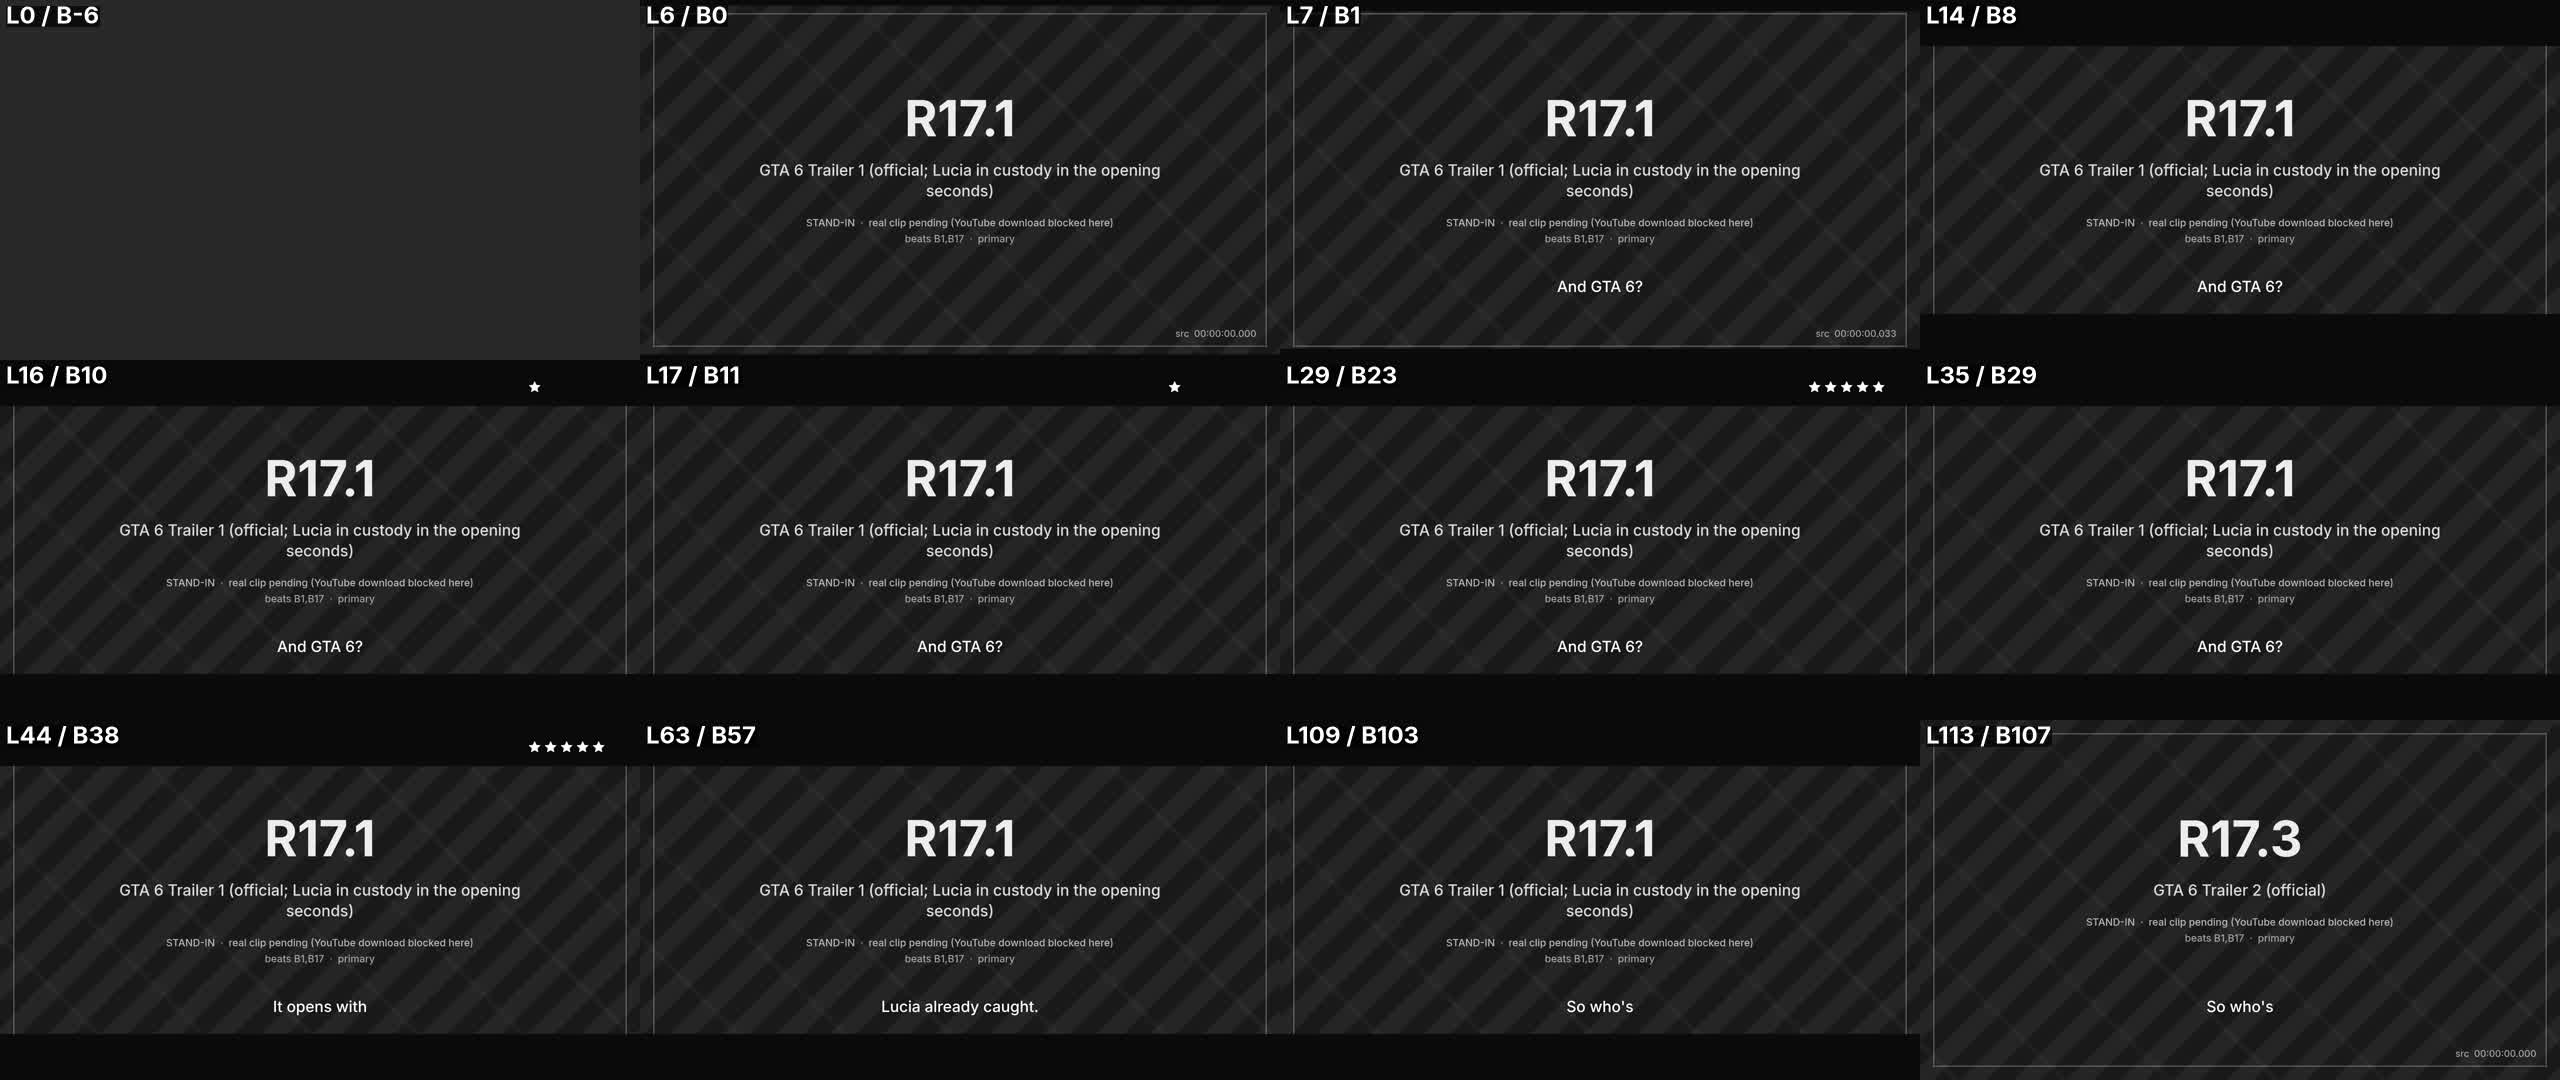 L0 / B-6
L6 / B0
R17.1
GTA 6 Trailer 1 (official; Lucia in custody in the opening
seconds)
STAND-IN · real clip pending (YouTube download blocked here)
beats B1,B17 · primary
src 00:00:00.000
L7 / B1
R17.1
GTA 6 Trailer 1 (official; Lucia in custody in the opening
seconds)
STAND-IN · real clip pending (YouTube download blocked here)
beats B1,B17 · primary
And GTA 6?
src 00:00:00.033
L14 / B8
R17.1
GTA 6 Trailer 1 (official; Lucia in custody in the opening
seconds)
STAND-IN · real clip pending (YouTube download blocked here)
beats B1,B17 · primary
And GTA 6?
L16 / B10
R17.1
GTA 6 Trailer 1 (official; Lucia in custody in the opening
seconds)
STAND-IN · real clip pending (YouTube download blocked here)
beats B1,B17 · primary
And GTA 6?
L17 / B11
R17.1
GTA 6 Trailer 1 (official; Lucia in custody in the opening
seconds)
STAND-IN · real clip pending (YouTube download blocked here)
beats B1,B17 · primary
And GTA 6?
L29 / B23
R17.1
GTA 6 Trailer 1 (official; Lucia in custody in the opening
seconds)
STAND-IN · real clip pending (YouTube download blocked here)
beats B1,B17 · primary
And GTA 6?
L35 / B29
R17.1
GTA 6 Trailer 1 (official; Lucia in custody in the opening
seconds)
STAND-IN · real clip pending (YouTube download blocked here)
beats B1,B17 · primary
And GTA 6?
L44 / B38
R17.1
GTA 6 Trailer 1 (official; Lucia in custody in the opening
seconds)
STAND-IN · real clip pending (YouTube download blocked here)
beats B1,B17 · primary
It opens with
L63 / B57
R17.1
GTA 6 Trailer 1 (official; Lucia in custody in the opening
seconds)
STAND-IN · real clip pending (YouTube download blocked here)
beats B1,B17 · primary
Lucia already caught.
L109 / B103
R17.1
GTA 6 Trailer 1 (official; Lucia in custody in the opening
seconds)
STAND-IN · real clip pending (YouTube download blocked here)
beats B1,B17 · primary
So who's
L113 / B107
R17.3
GTA 6 Trailer 2 (official)
STAND-IN · real clip pending (YouTube download blocked here)
beats B1,B17 · primary
So who's
src 00:00:00.000